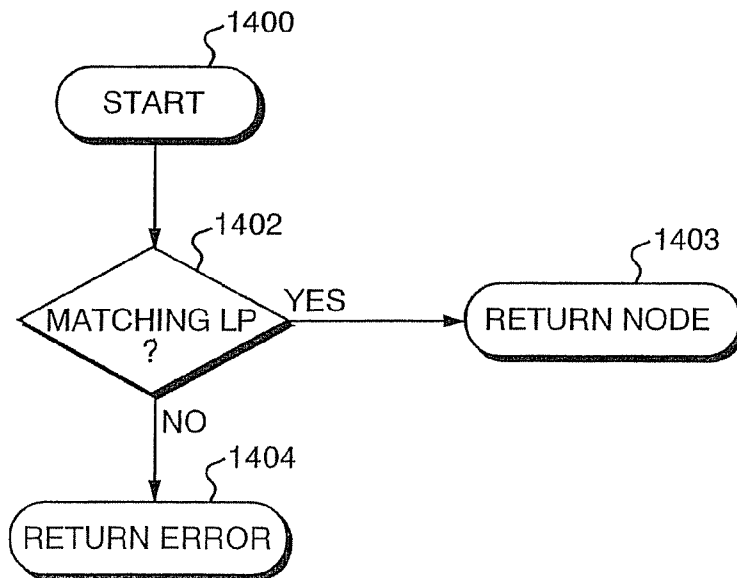 1400
START
1402
MATCHING LP
?
YES
1403
RETURN NODE
NO
1404
RETURN ERROR